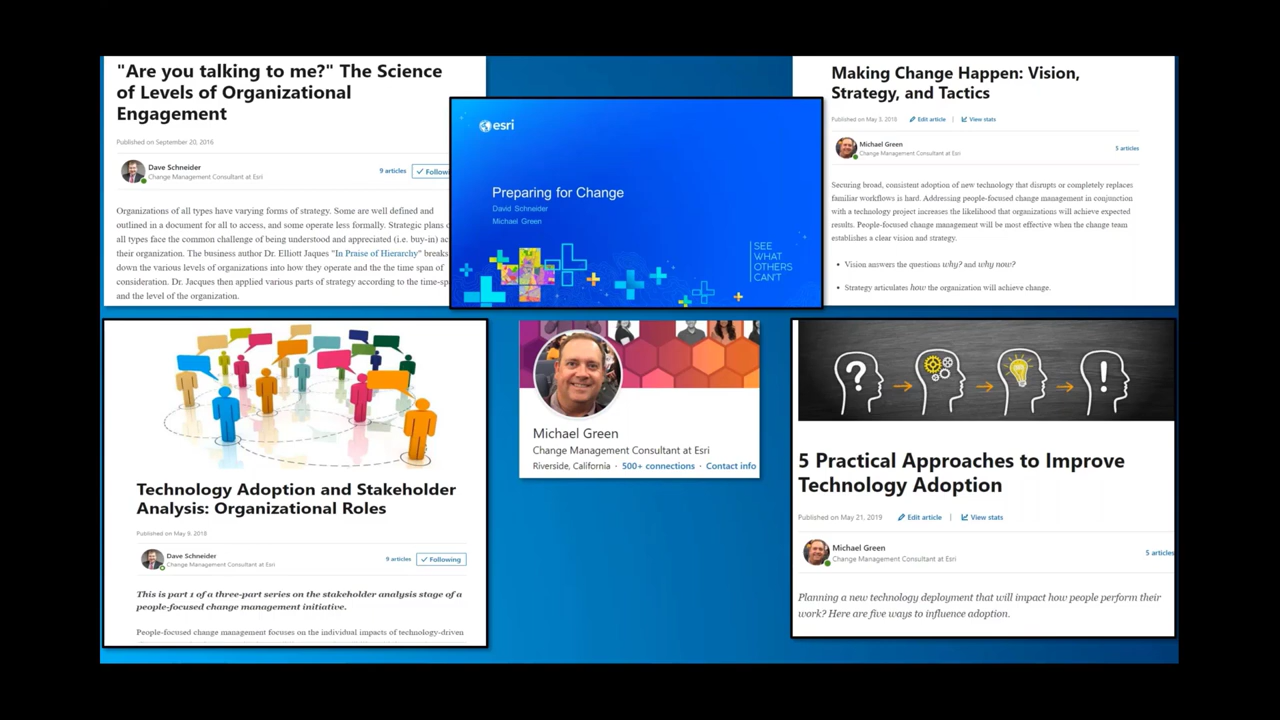 "Are you talking to me?" The Science
of Levels of Organizational
Engagement
Published on September 20, 2016
Dave Schneider
Change Management Consultant at Esri
9 articles
Follow
Organizations of all types have varying forms of strategy. Some are well defined and
outlined in a document for all to access, and some operate less formally. Strategic plans
all types face the common challenge of being understood and appreciated (i.e. buy-in)
their organization. The business author Dr. Elliott Jaques "In Praise of Hierarchy" breaks
down the various levels of organizations into how they operate and the the time span of
consideration. Dr. Jacques then applied various parts of strategy according to the
and the level of the organization.
esri
Preparing for Change
David Schneider
Michael Green
SEE
WHAT
OTHERS
CAN'T
Making Change Happen: Vision,
Strategy, and Tactics
Published on May 3, 2018 Edit article | View stats
Michael Green
Change Management Consultant at Esri
5 articles
Securing broad, consistent adoption of new technology that disrupts or completely replaces
familiar workflows is hard. Addressing people-focused change management in conjunction
with a technology project increases the likelihood that organizations will achieve expected
results. People-focused change management will be most effective when the change team
establishes a clear vision and strategy.
• Vision answers the questions why? and why now?
• Strategy articulates how the organization will achieve change.
Technology Adoption and Stakeholder
Analysis: Organizational Roles
Published on May 9, 2018
Dave Schneider
Change Management Consultant at Esri
9 articles
Following
This is part 1 of a three-part series on the stakeholder analysis stage of a
people-focused change management initiative.
People-focused change management focuses on the individual impacts of technology-driven
Michael Green
Change Management Consultant at Esri
Riverside, California · 500+ connections · Contact info
? !
5 Practical Approaches to Improve
Technology Adoption
Published on May 21, 2019 Edit article | View stats
Michael Green
Change Management Consultant at Esri
5 articles
Planning a new technology deployment that will impact how people perform their
work? Here are five ways to influence adoption.